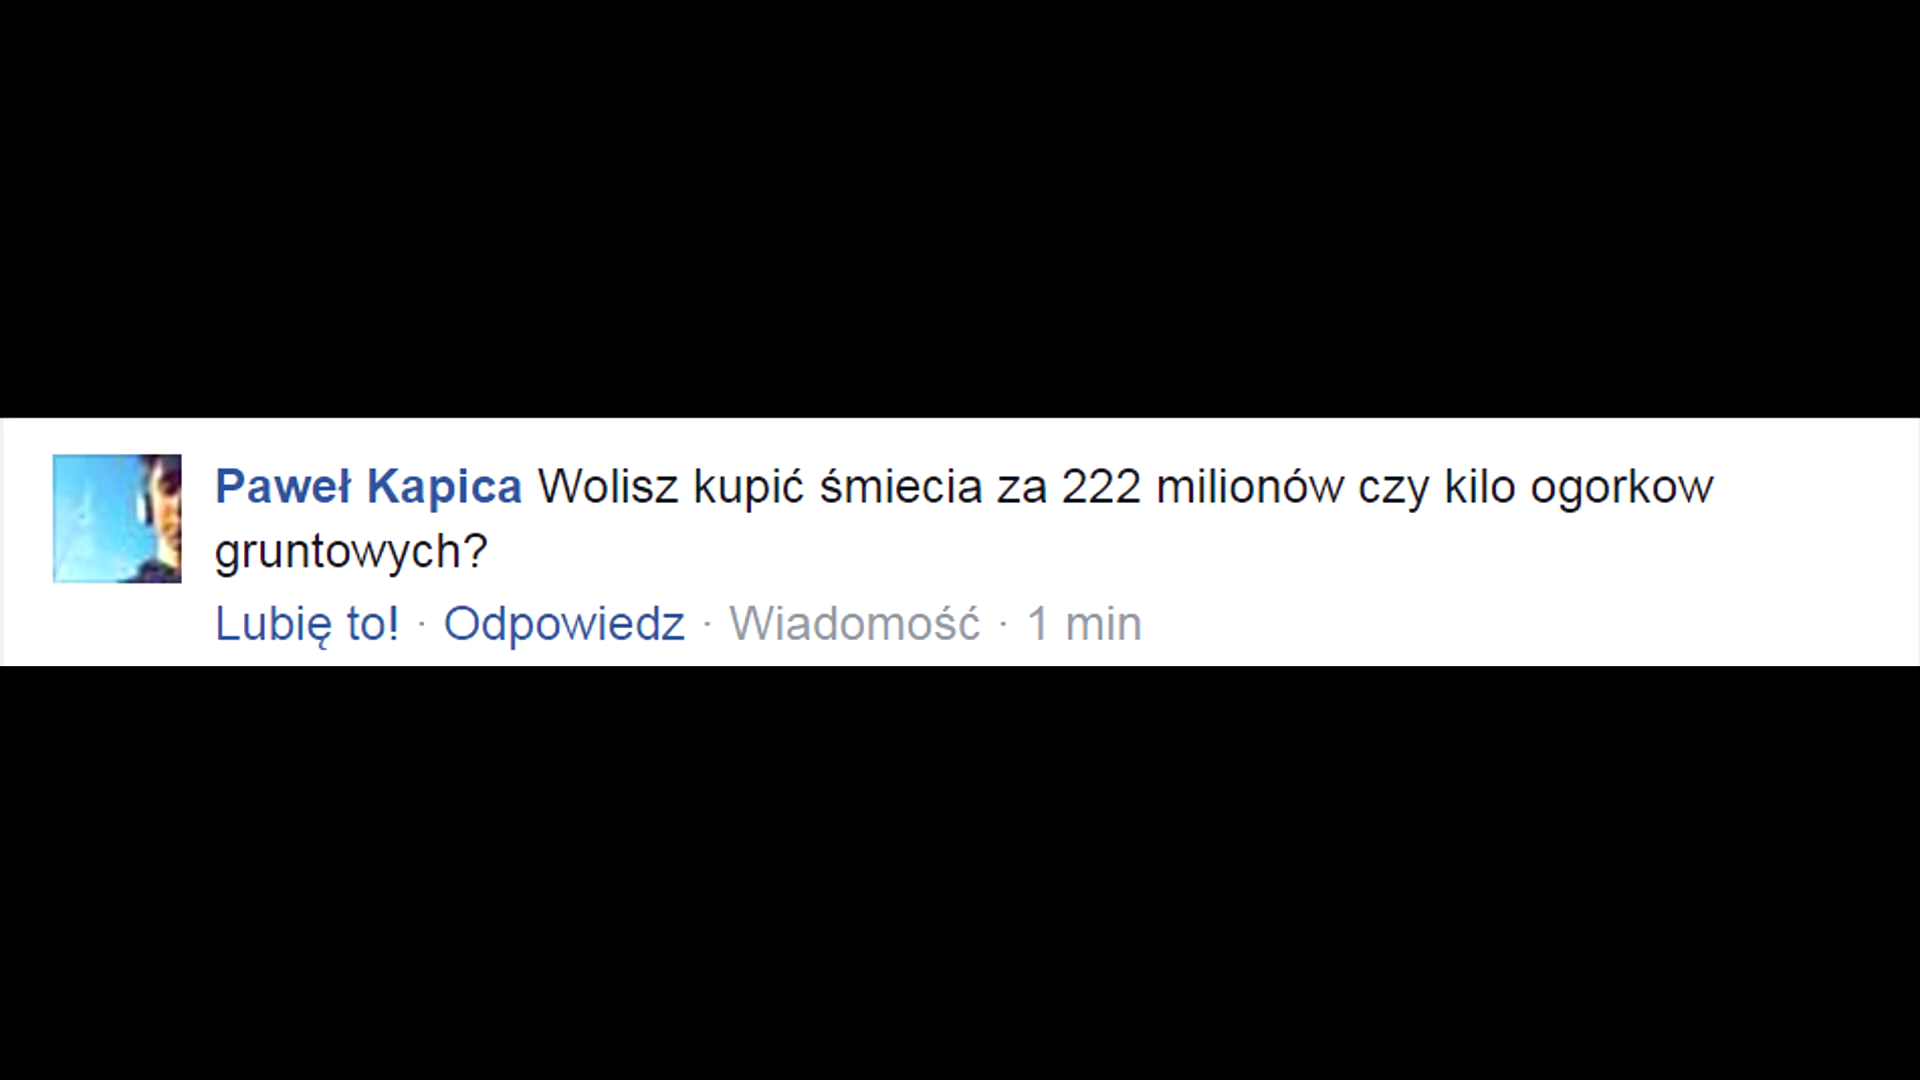 Paweł Kapica Wolisz kupić śmiecia za 222 milionów czy kilo ogorkow
gruntowych?
Lubię to! · Odpowiedz · Wiadomość · 1 min